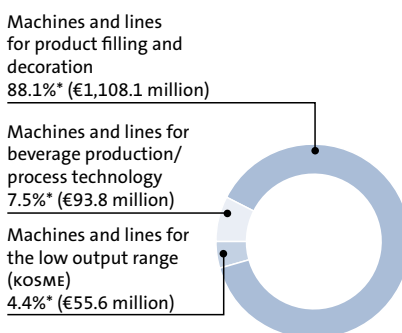 Machines and lines
for product filling and
decoration
88.1%* (€1,108.1 million)
Machines and lines for
beverage production/
process technology
7.5%* (€93.8 million)
Machines and lines for
the low output range
(KOSME)
4.4%* (€55.6 million)